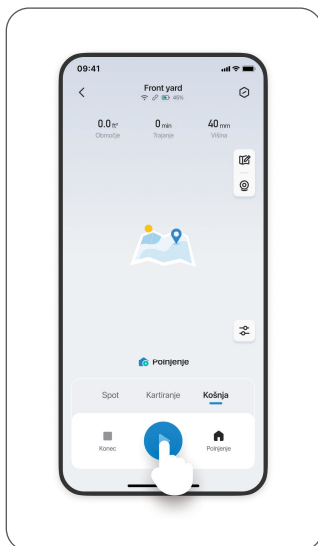 09:41
Front yard
46%
0.0 ft² 0 min 40 mm
Območje Trajanje Višina
Polnjenje
Spot Kartiranje Košnja
Konec Polnjenje